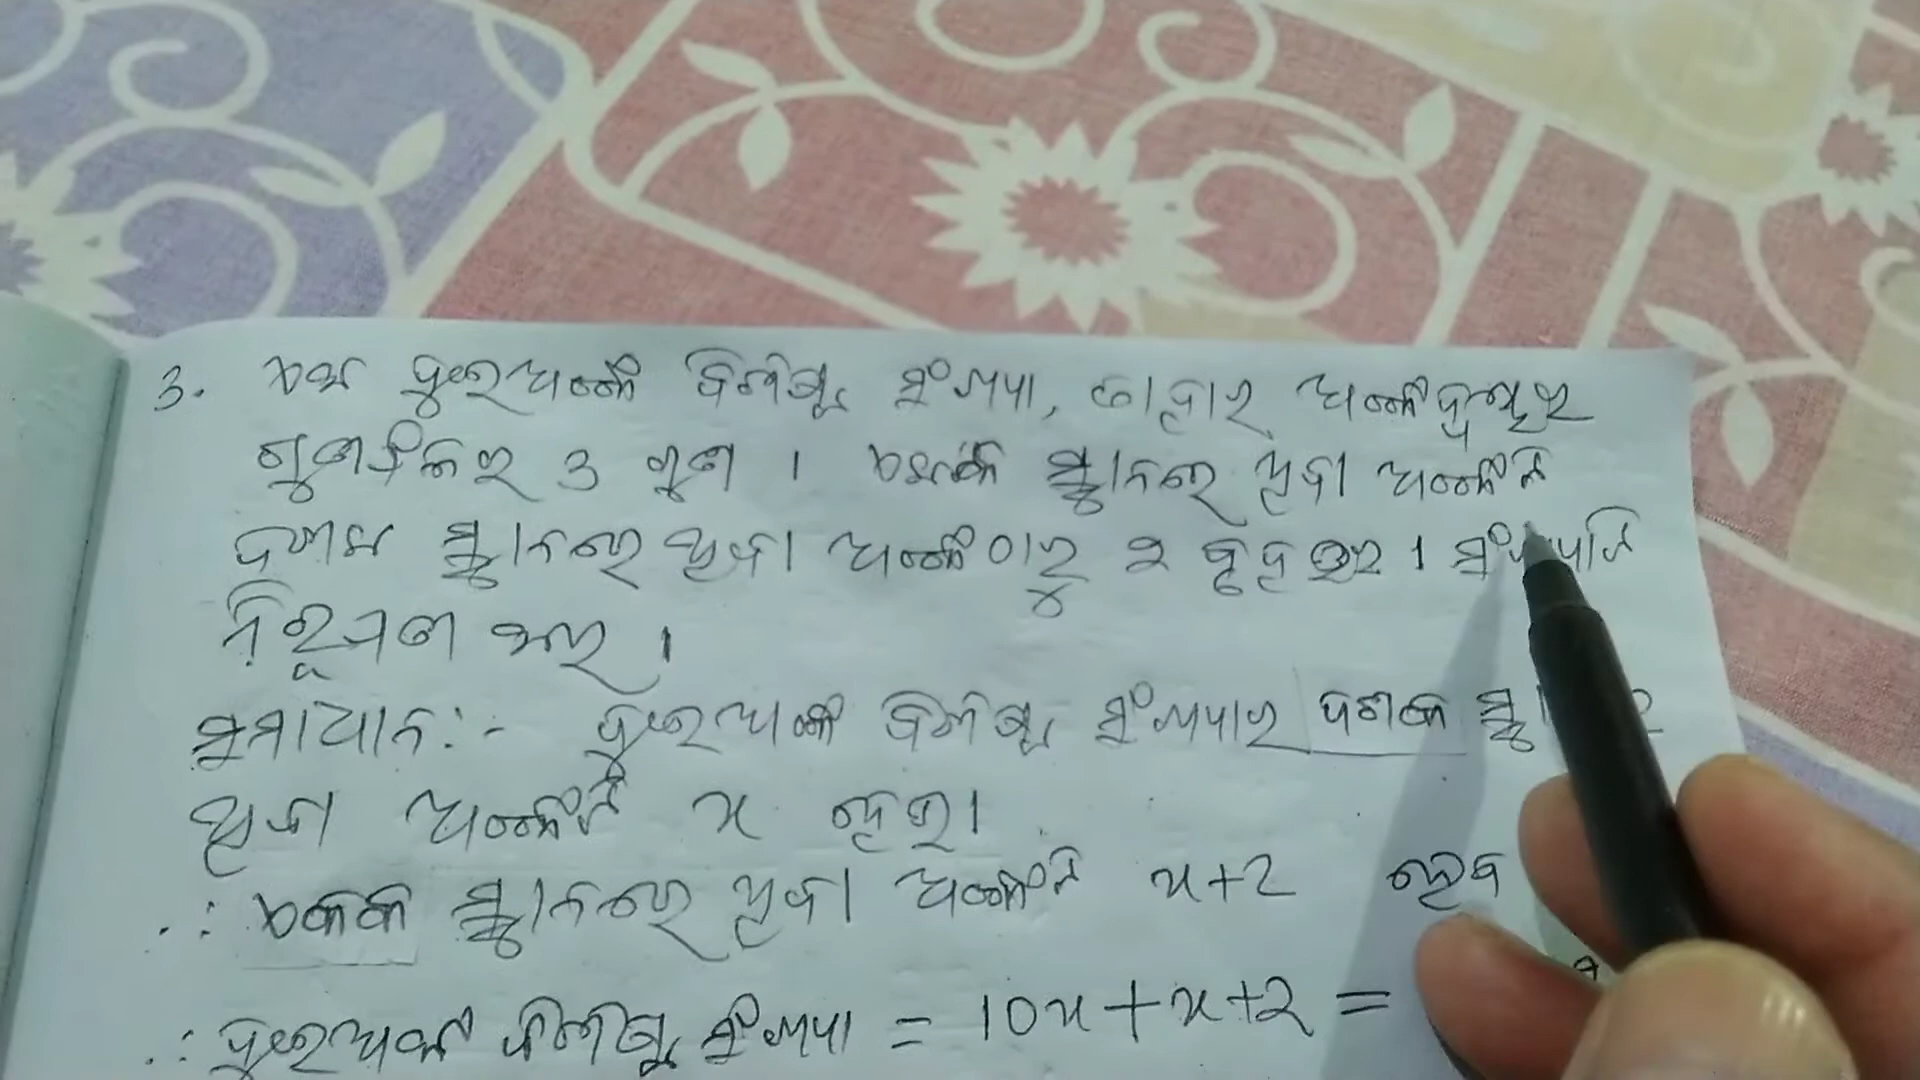 3. ଏକ ଦୁଇଅଙ୍କ ବିଶିଷ୍ଟ ସଂଖ୍ୟା, ତାହାର ଅଙ୍କଦ୍ୱୟର
ଗୁଣଫଳର 3 ଗୁଣ । ଏକକ ସ୍ଥାନରେ ଥିବା ଅଙ୍କଟି
ଦଶକ ସ୍ଥାନରେ ଥିବା ଅଙ୍କଠାରୁ 2 ବୃହତ୍ତର । ସଂଖ୍ୟାଟି
ନିରୂପଣ କର ।
ସମାଧାନ:- ଦୁଇଅଙ୍କ ବିଶିଷ୍ଟ ସଂଖ୍ୟାର ଦଶକ
ଥିବା ଅଙ୍କଟି x ହେଉ।
∴ ଏକକ ସ୍ଥାନରେ ଥିବା ଅଙ୍କଟି x+2 ହେବ
∴ ଦୁଇଅଙ୍କ ବିଶିଷ୍ଟ ସଂଖ୍ୟା = 10x+x+2 =